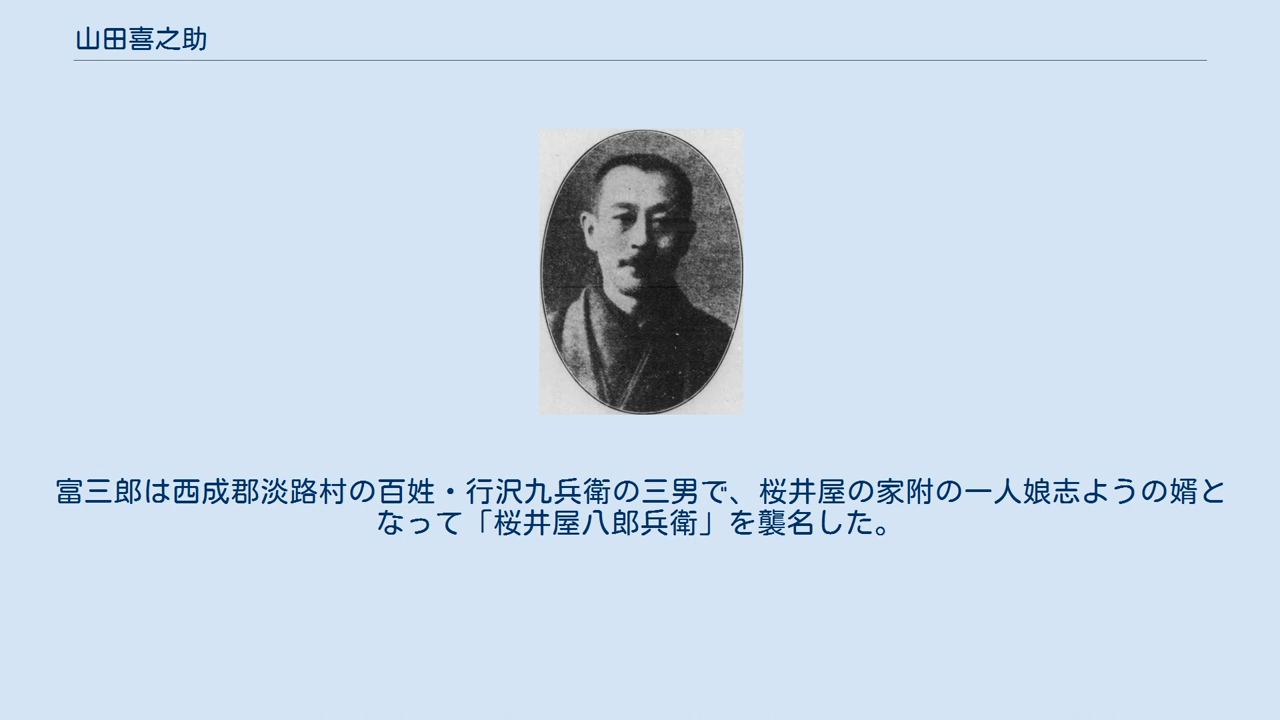 山田喜之助
富三郎は西成郡淡路村の百姓・行沢九兵衛の三男で、桜井屋の家附の一人娘志ようの婿と
なって「桜井屋八郎兵衛」を襲名した。